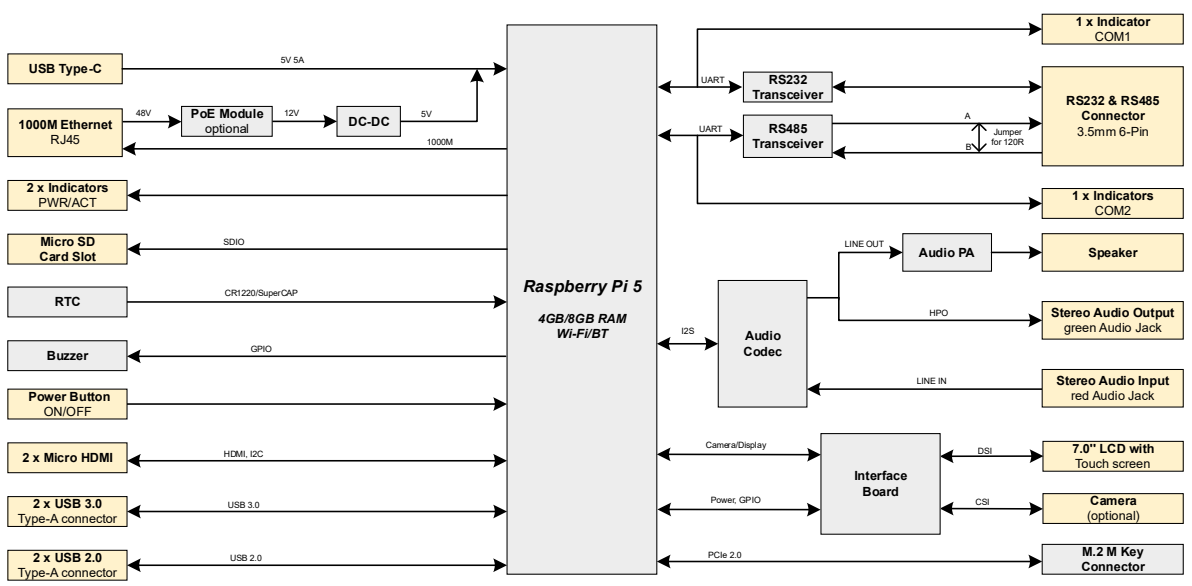 USB Type-C
5V 5A
1000M Ethernet
RJ45
48V
PoE Module
optional
12V
DC-DC
5V
1000M
2 x Indicators
PWR/ACT
Micro SD
Card Slot
SDIO
RTC
CR1220/SuperCAP
Buzzer
GPIO
Power Button
ON/OFF
2 x Micro HDMI
HDMI, I2C
2 x USB 3.0
Type-A connector
USB 3.0
2 x USB 2.0
Type-A connector
USB 2.0
Raspberry Pi 5
4GB/8GB RAM
Wi-Fi/BT
1 x Indicator
COM1
UART
RS232
Transceiver
RS232 & RS485
Connector
3.5mm 6-Pin
UART
RS485
Transceiver
A
B
Jumper
for 120R
1 x Indicators
COM2
LINE OUT
Audio PA
Speaker
I2S
Audio
Codec
HPO
Stereo Audio Output
green Audio Jack
LINE IN
Stereo Audio Input
red Audio Jack
Camera/Display
Interface
Board
DSI
7.0" LCD with
Touch screen
Power, GPIO
CSI
Camera
(optional)
PCIe 2.0
M.2 M Key
Connector